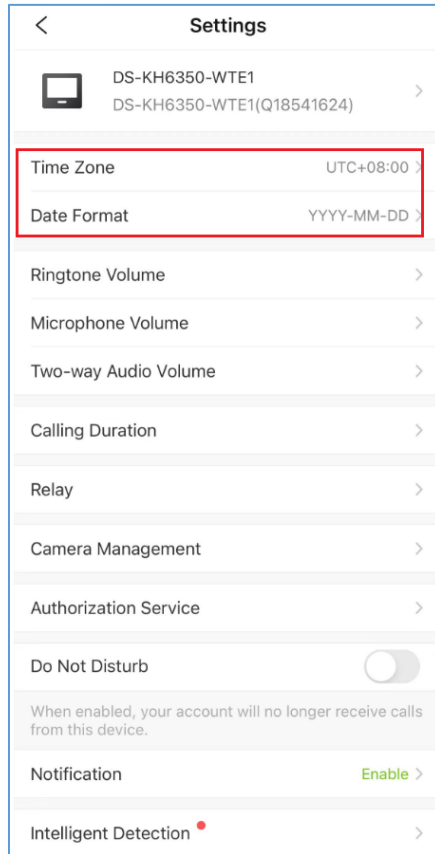 Settings
DS-KH6350-WTE1
DS-KH6350-WTE1(Q18541624)
Time Zone UTC+08:00
Date Format YYYY-MM-DD
Ringtone Volume
Microphone Volume
Two-way Audio Volume
Calling Duration
Relay
Camera Management
Authorization Service
Do Not Disturb
When enabled, your account will no longer receive calls
from this device.
Notification Enable
Intelligent Detection